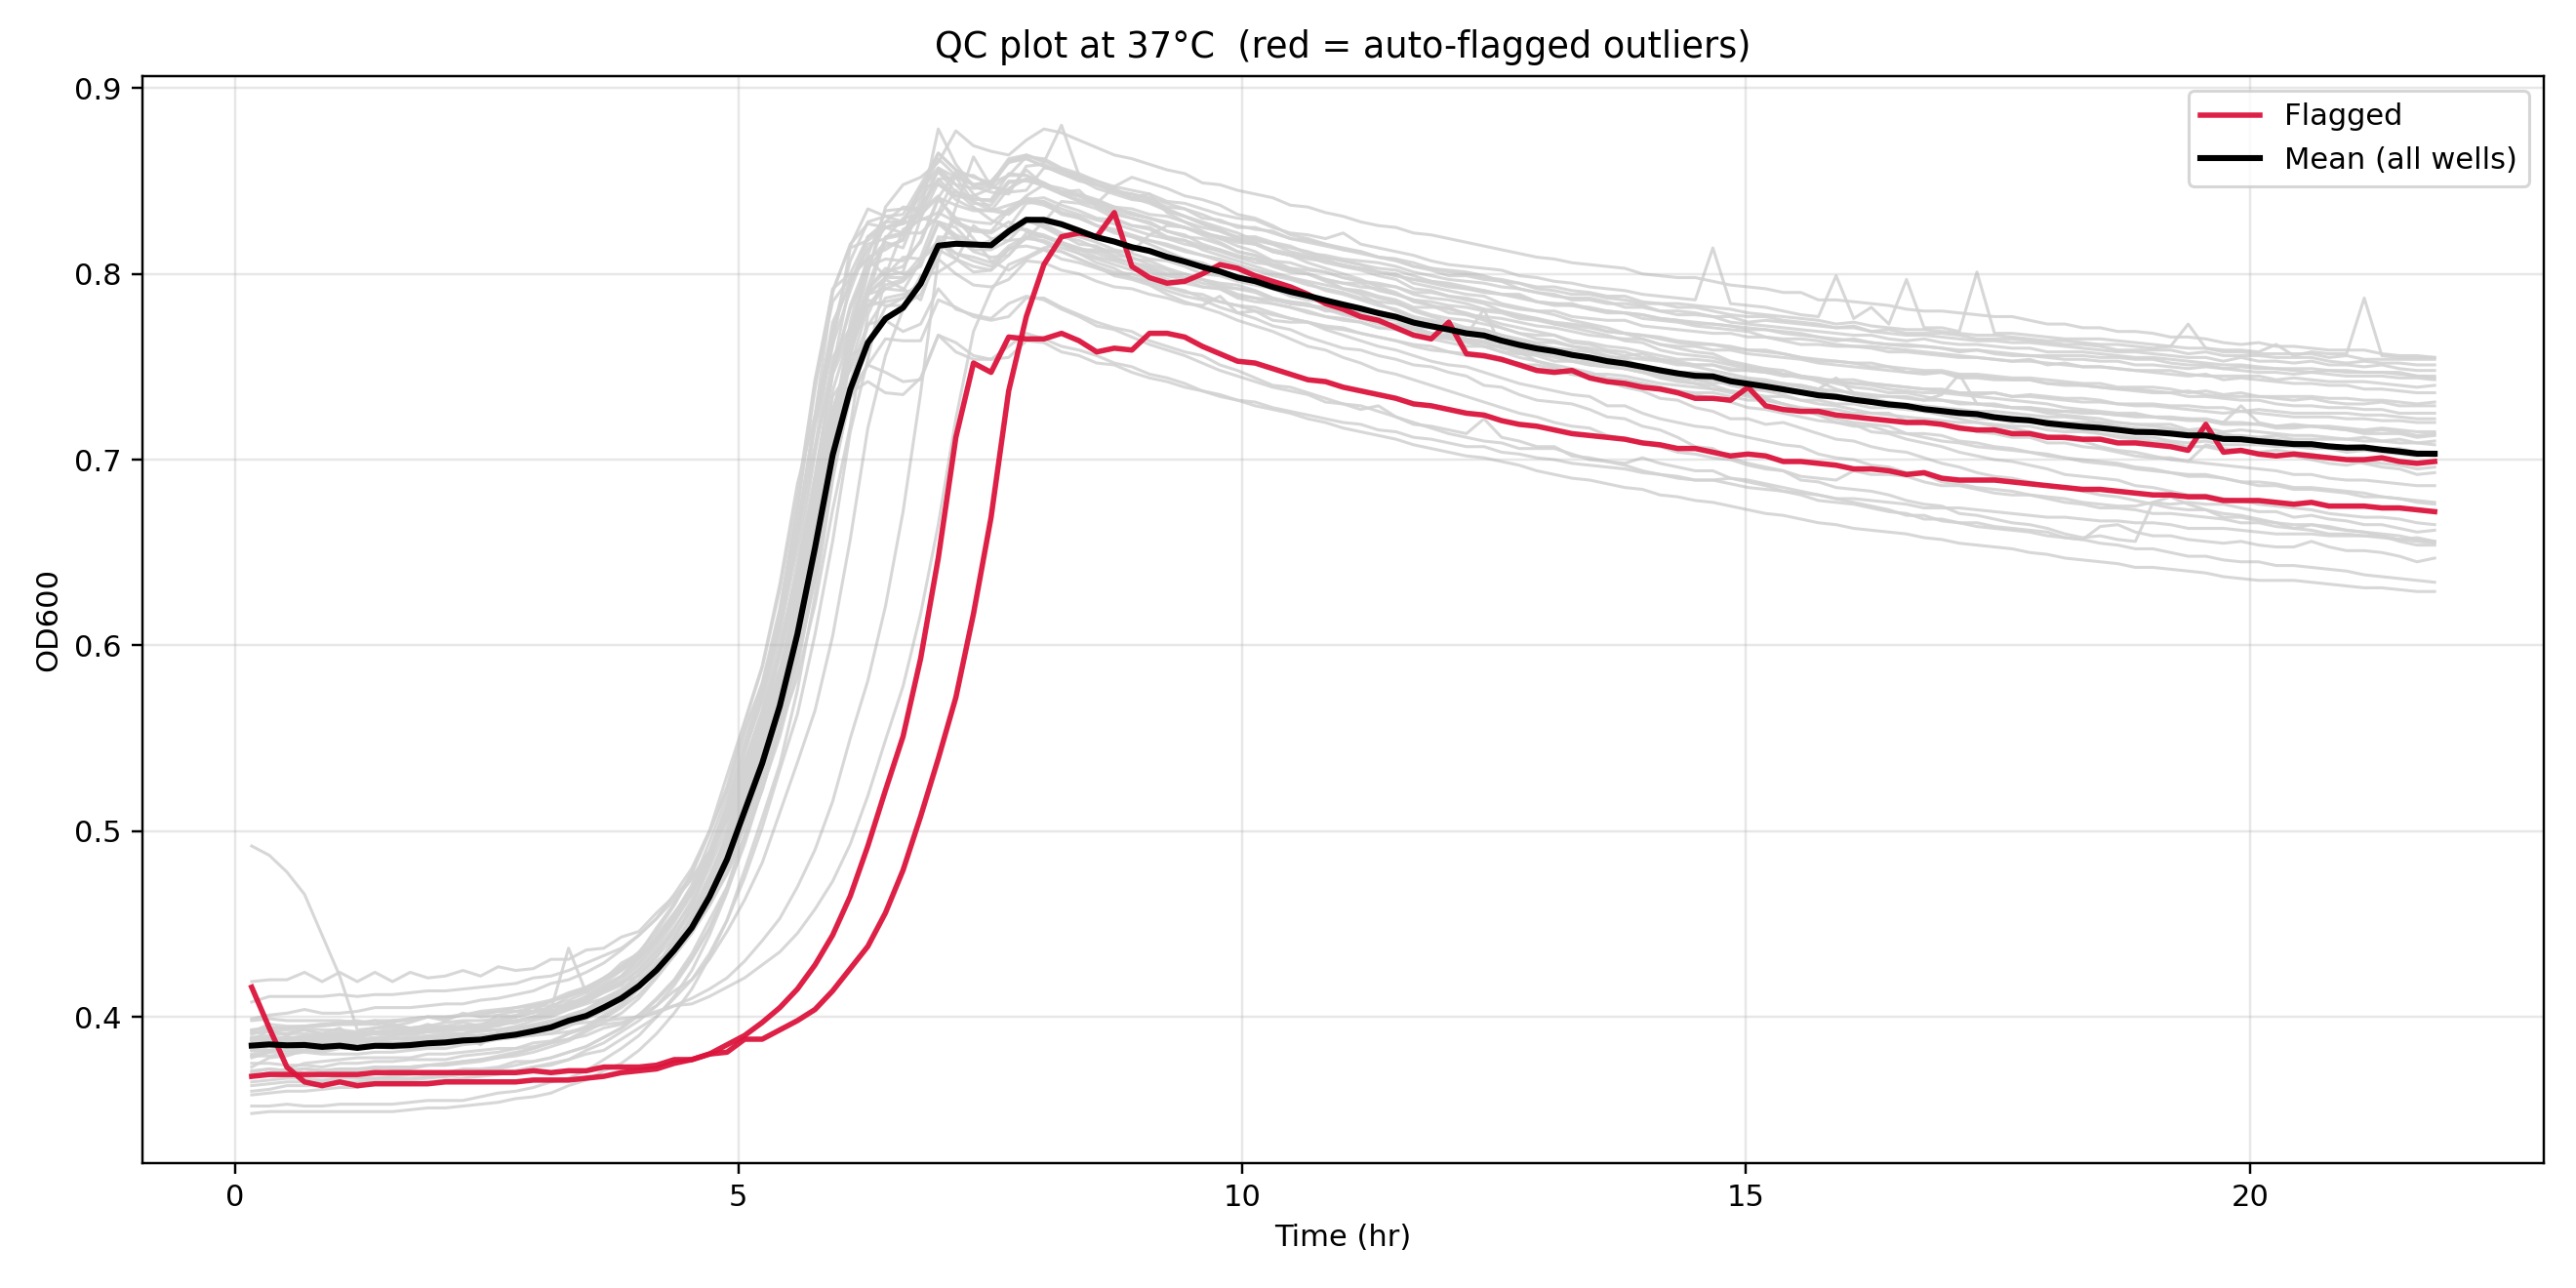 QC plot at 37°C  (red = auto-flagged outliers)
Flagged
Mean (all wells)
OD600
0.9
0.8
0.7
0.6
0.5
0.4
0
5
10
15
20
Time (hr)